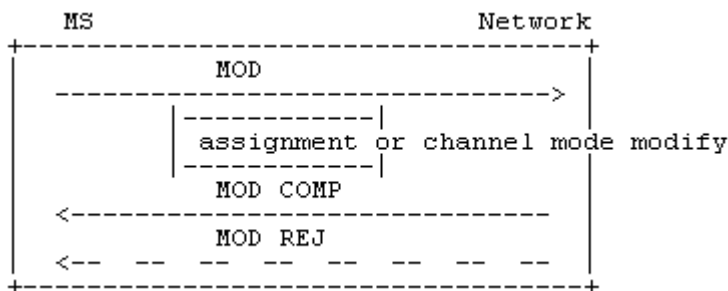 MS Network
MOD
assignment or channel mode modify
MOD COMP
MOD REJ